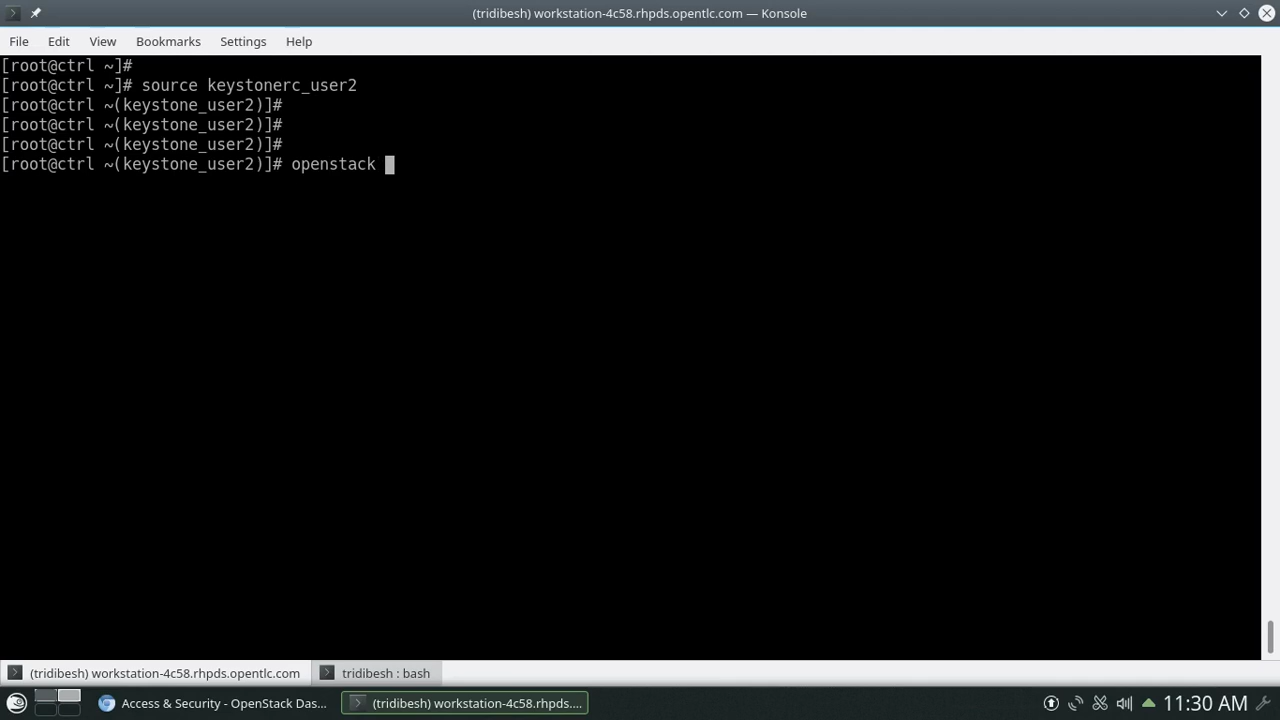 (tridibesh) workstation-4c58.rhpds.opentlc.com — Konsole
File Edit View Bookmarks Settings Help
[root@ctrl ~]#
[root@ctrl ~]# source keystonerc_user2
[root@ctrl ~(keystone_user2)]#
[root@ctrl ~(keystone_user2)]#
[root@ctrl ~(keystone_user2)]#
[root@ctrl ~(keystone_user2)]# openstack
(tridibesh) workstation-4c58.rhpds.opentlc.com tridibesh : bash
Access & Security - OpenStack Das... (tridibesh) workstation-4c58.rhpds.... 11:30 AM